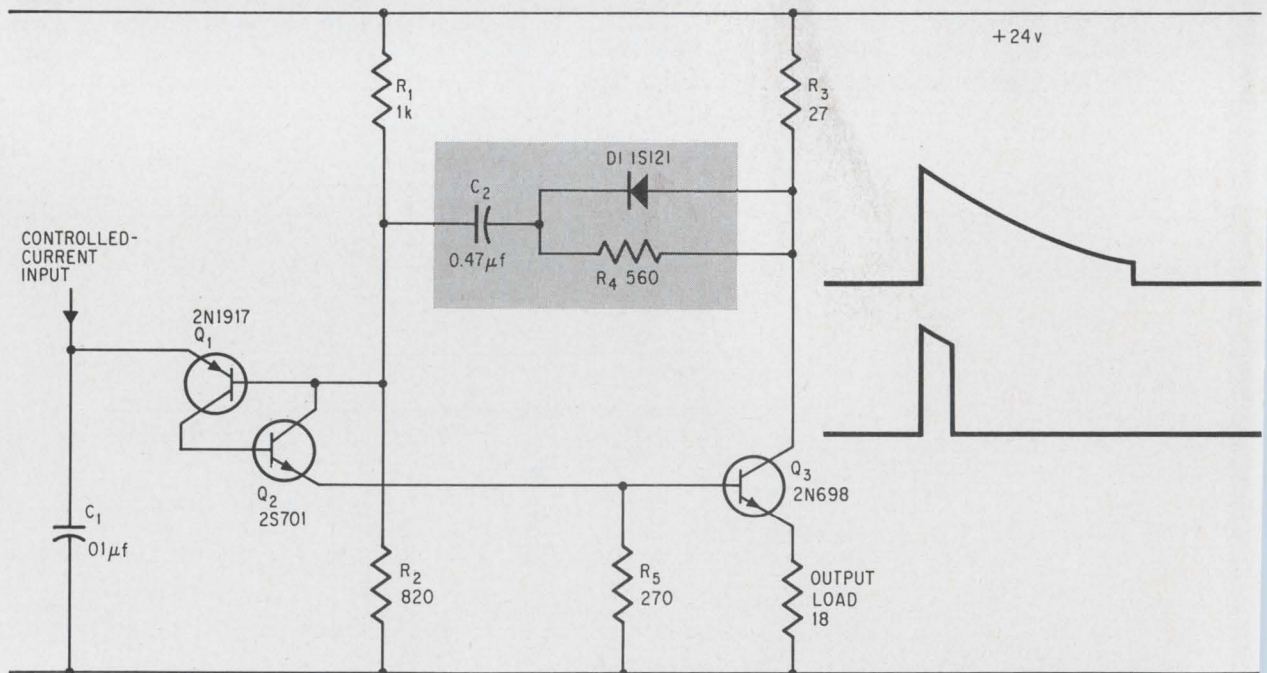 +24v
R1
1k
R3
27
D1 1S121
C2
0.47μf
R4 560
CONTROLLED-
CURRENT
INPUT
2N1917
Q1
Q2
2S701
Q3
2N698
C1
01μf
R2
820
R5
270
OUTPUT
LOAD
18